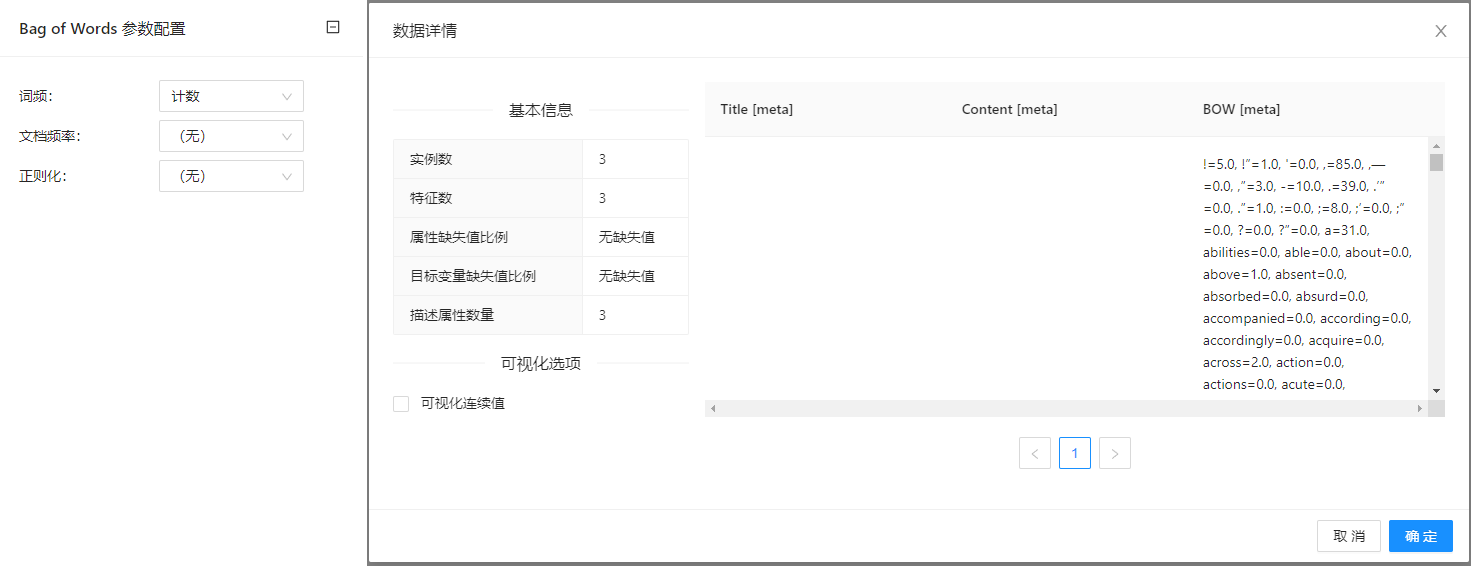 Bag of Words 参数配置
词频：
计数
文档频率：
（无）
正则化：
（无）
数据详情
基本信息
实例数 3
特征数 3
属性缺失值比例 无缺失值
目标变量缺失值比例 无缺失值
描述属性数量 3
可视化选项
可视化连续值
Title [meta] Content [meta] BOW [meta]
!=5.0, !”=1.0, '=0.0, ,=85.0, ,—
=0.0, ,”=3.0, -=10.0, .=39.0, .’”
=0.0, .”=1.0, :=0.0, ;=8.0, ;’=0.0, ;”
=0.0, ?=0.0, ?”=0.0, a=31.0,
abilities=0.0, able=0.0, about=0.0,
above=1.0, absent=0.0,
absorbed=0.0, absurd=0.0,
accompanied=0.0, according=0.0,
accordingly=0.0, acquire=0.0,
across=2.0, action=0.0,
actions=0.0, acute=0.0,
< 1 >
取 消 确 定